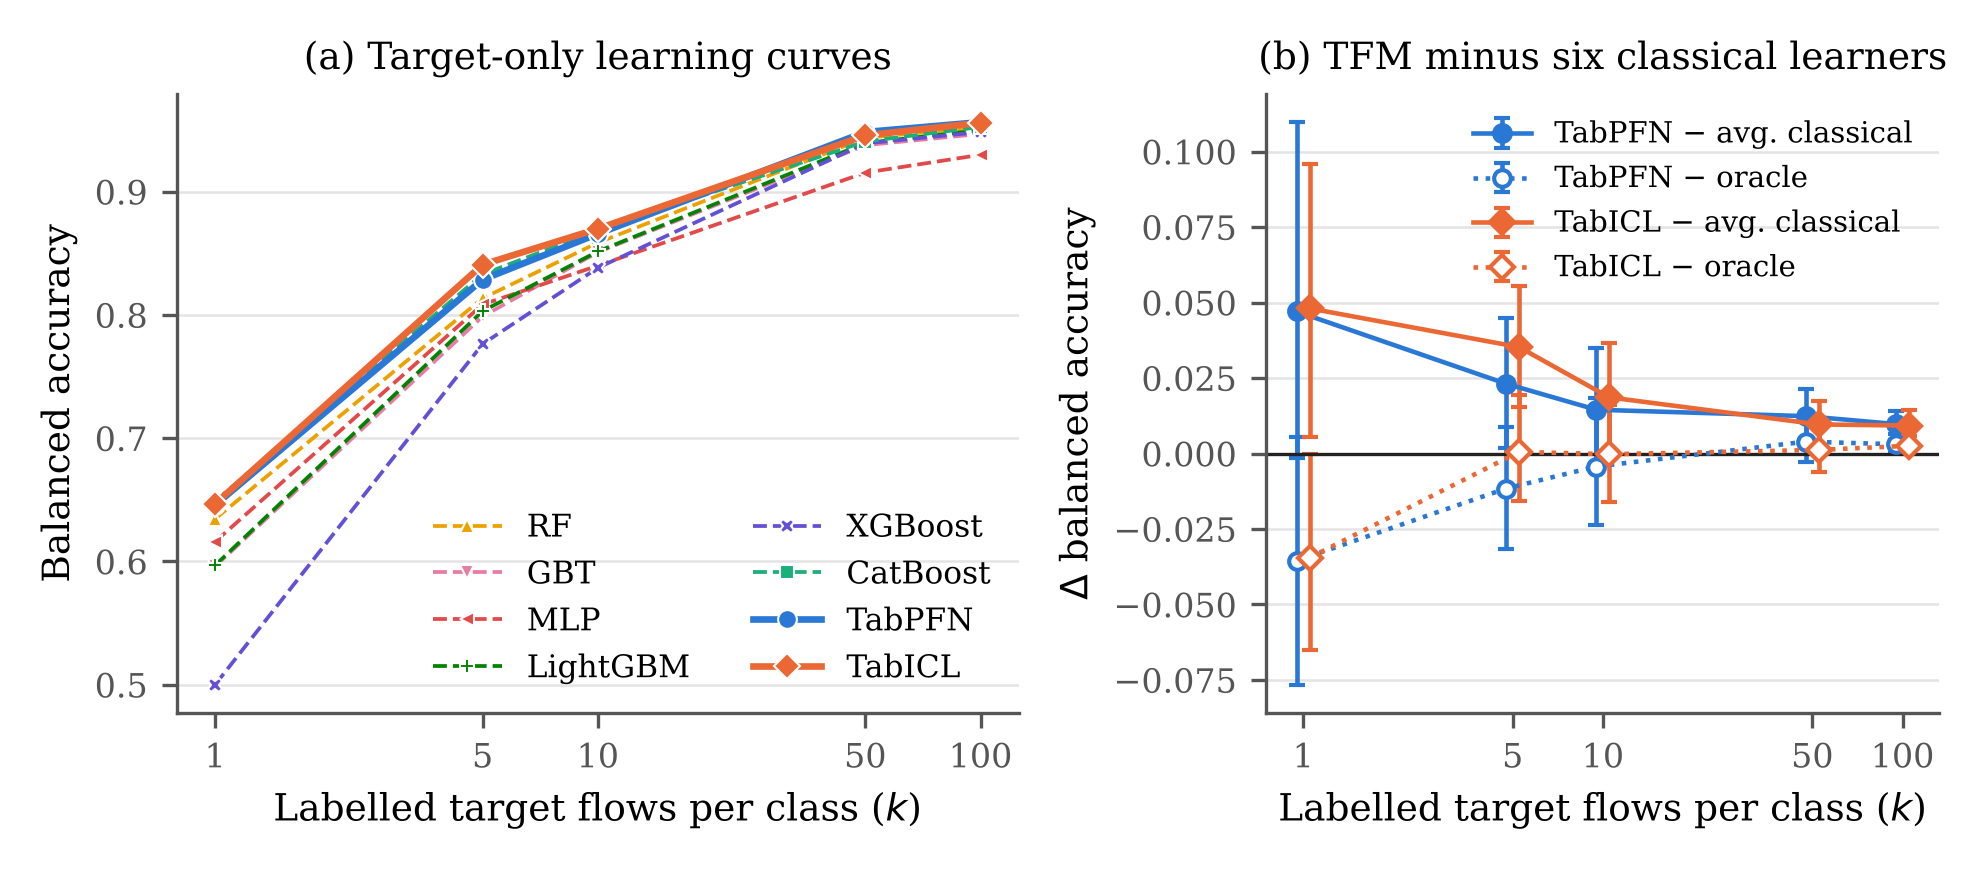 (a) Target-only learning curves
Balanced accuracy
0.9
0.8
0.7
0.6
0.5
1 5 10 50 100
Labelled target flows per class (k)
RF
GBT
MLP
LightGBM
XGBoost
CatBoost
TabPFN
TabICL
(b) TFM minus six classical learners
Δ balanced accuracy
0.100
0.075
0.050
0.025
0.000
−0.025
−0.050
−0.075
1 5 10 50 100
Labelled target flows per class (k)
TabPFN − avg. classical
TabPFN − oracle
TabICL − avg. classical
TabICL − oracle